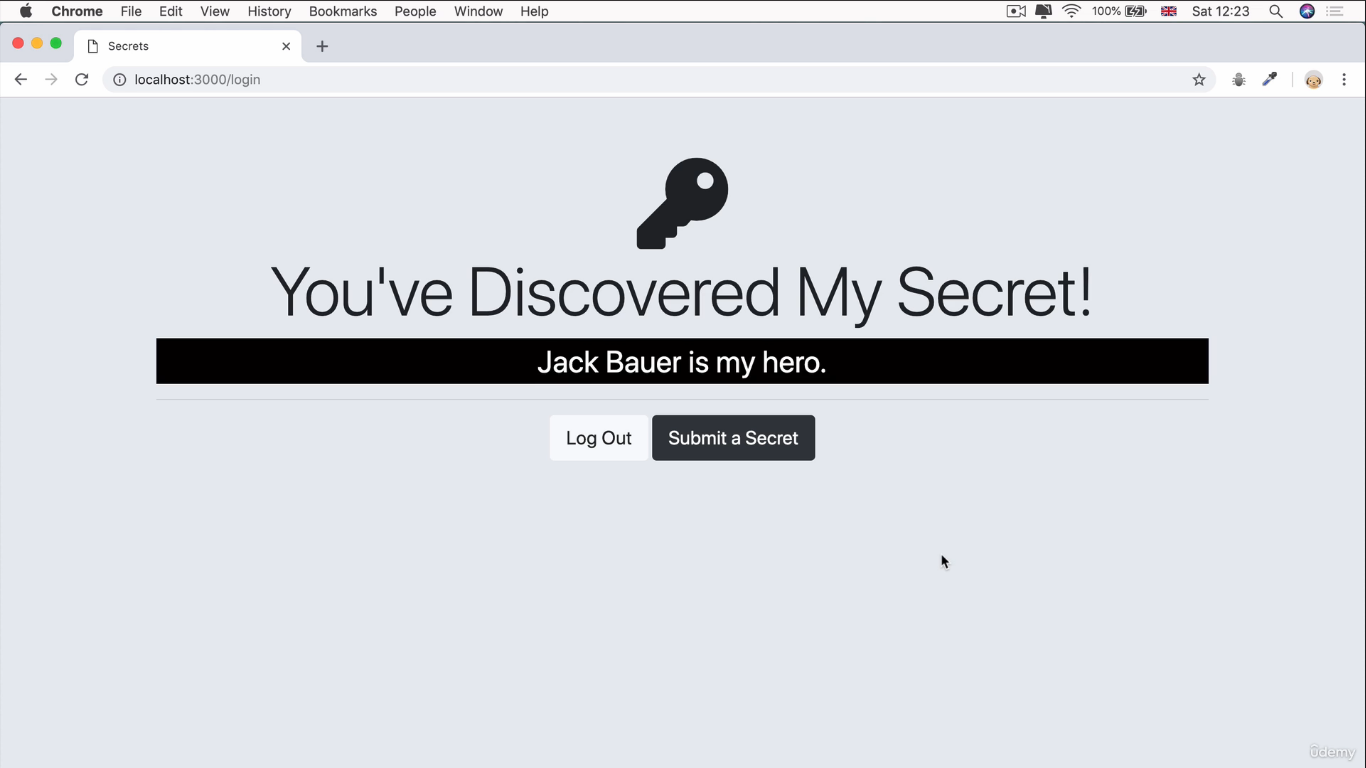 Chrome File Edit View History Bookmarks People Window Help 100% Sat 12:23
Secrets
localhost:3000/login
You've Discovered My Secret!
Jack Bauer is my hero.
Log Out Submit a Secret
ûdemy